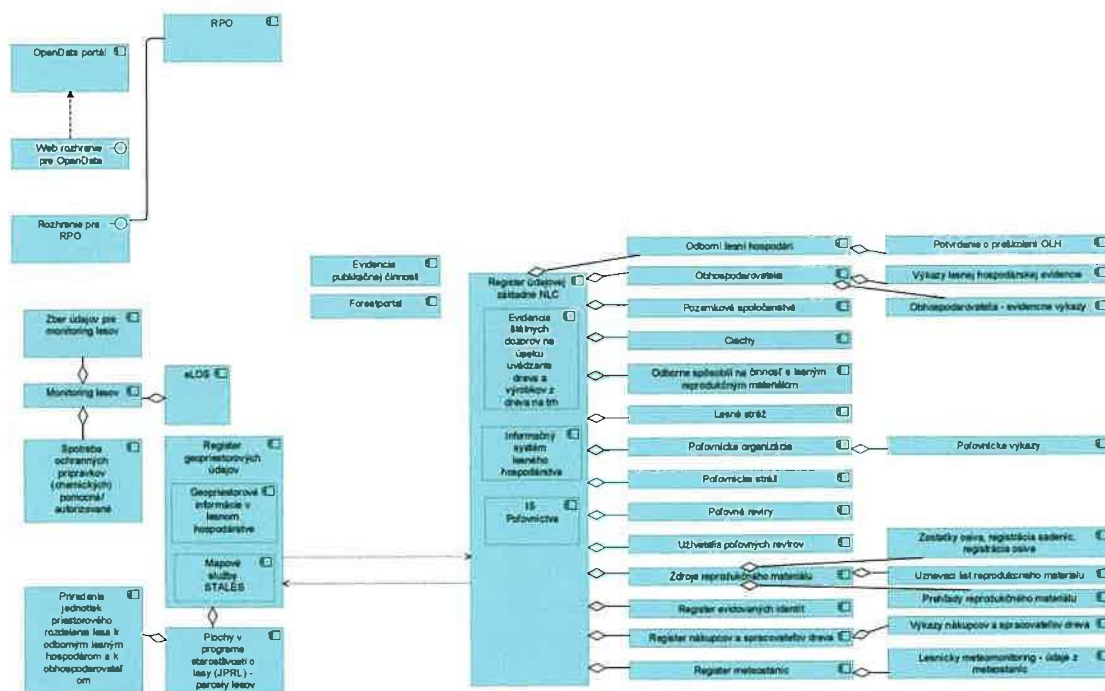 RPO
OpenData portál
Web rozhranie
pre OpenData
Rozhranie pre
RPO
Evidencia
publikačnej činnosti
Forestportal
Zber údajov pre
monitoring lesov
Monitoring lesov
eLOS
Spotreba
ochranných
prípravkov
(chemických)
pomocná/
autorizované
Register
geopriestorových
údajov
Geopriestorové
informácie v
lesnom
hospodárstve
Mapové
služby
STALES
Priradenia
jednotiek
priestorového
rozdelenia lesa k
odborným lesným
hospodárom a k
obhospodarovateľ
om
Plochy v
programe
starostlivosti o
lesy (JPRL) -
parcely lesov
Register údajovej
základne NLC
Evidencia
štátnych
dozorov na
úseku
uvádzania
dreva a
výrobkov z
dreva na trh
Informačný
systém
lesného
hospodárstva
IS
Poľovníctva
Odborní lesní hospodári
Potvrdenie o preškolení OLH
Obhospodarovatelia
Výkazy lesnej hospodárskej evidencie
Pozemkové spoločenstvá
Obhospodarovatelia - evidenčné výkazy
Ciachy
Odborne spôsobilí na činnosť s lesným
reprodukčným materiálom
Lesné stráž
Poľovnícke organizácie
Poľovnícke výkazy
Poľovnícka stráž
Poľovné revíry
Užívatelia poľovných revírov
Zostatky osiva, registrácia sadeníc,
registrácia osiva
Zdroje reprodukčného materiálu
Uznávací list reprodukčného materiálu
Prehľady reprodukčného materiálu
Register evidovaných identít
Výkazy nákupcov a spracovateľov dreva
Register nákupcov a spracovateľov dreva
Lesnícky meteomonitoring - údaje z
meteostaníc
Register meteostaníc